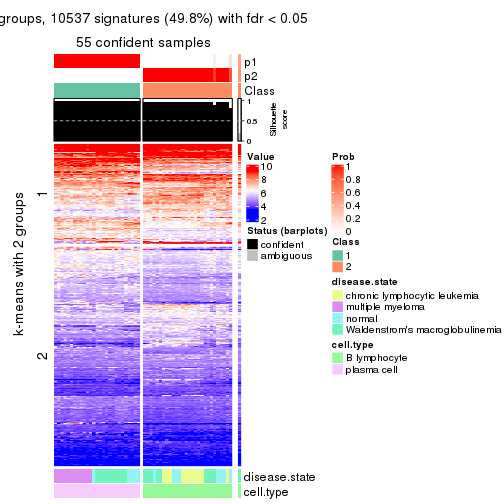 groups, 10537 signatures (49.8%) with fdr < 0.05
55 confident samples
p1
p2
Class
1
0.5
0
Silhouette
score
k-means with 2 groups
1
2
Value
10
8
6
4
2
Status (barplots)
confident
ambiguous
Prob
1
0.8
0.6
0.4
0.2
0
Class
1
2
disease.state
chronic lymphocytic leukemia
multiple myeloma
normal
Waldenstrom's macroglobulinemia
cell.type
B lymphocyte
plasma cell
disease.state
cell.type